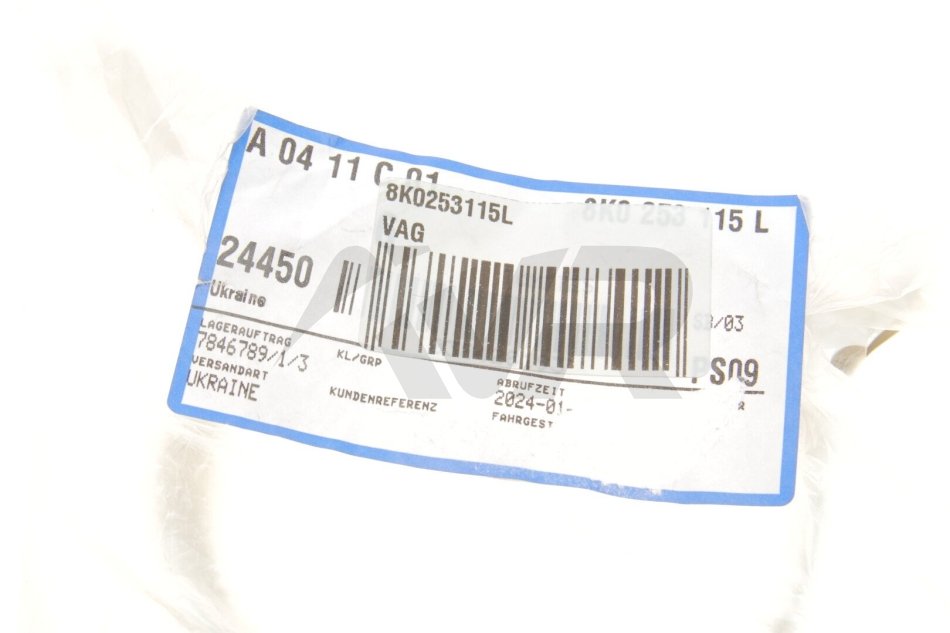 A 04 11 C 01
8K0 253 115 L
8K0253115L
VAG
24450
Ukraine
S3/03
LAGERAUFTRAG
7846789/1/3
KL/GRP
PS09
VERSANDART
UKRAINE
KUNDENREFERENZ
ABRUFZEIT
2024-01-
FAHRGEST